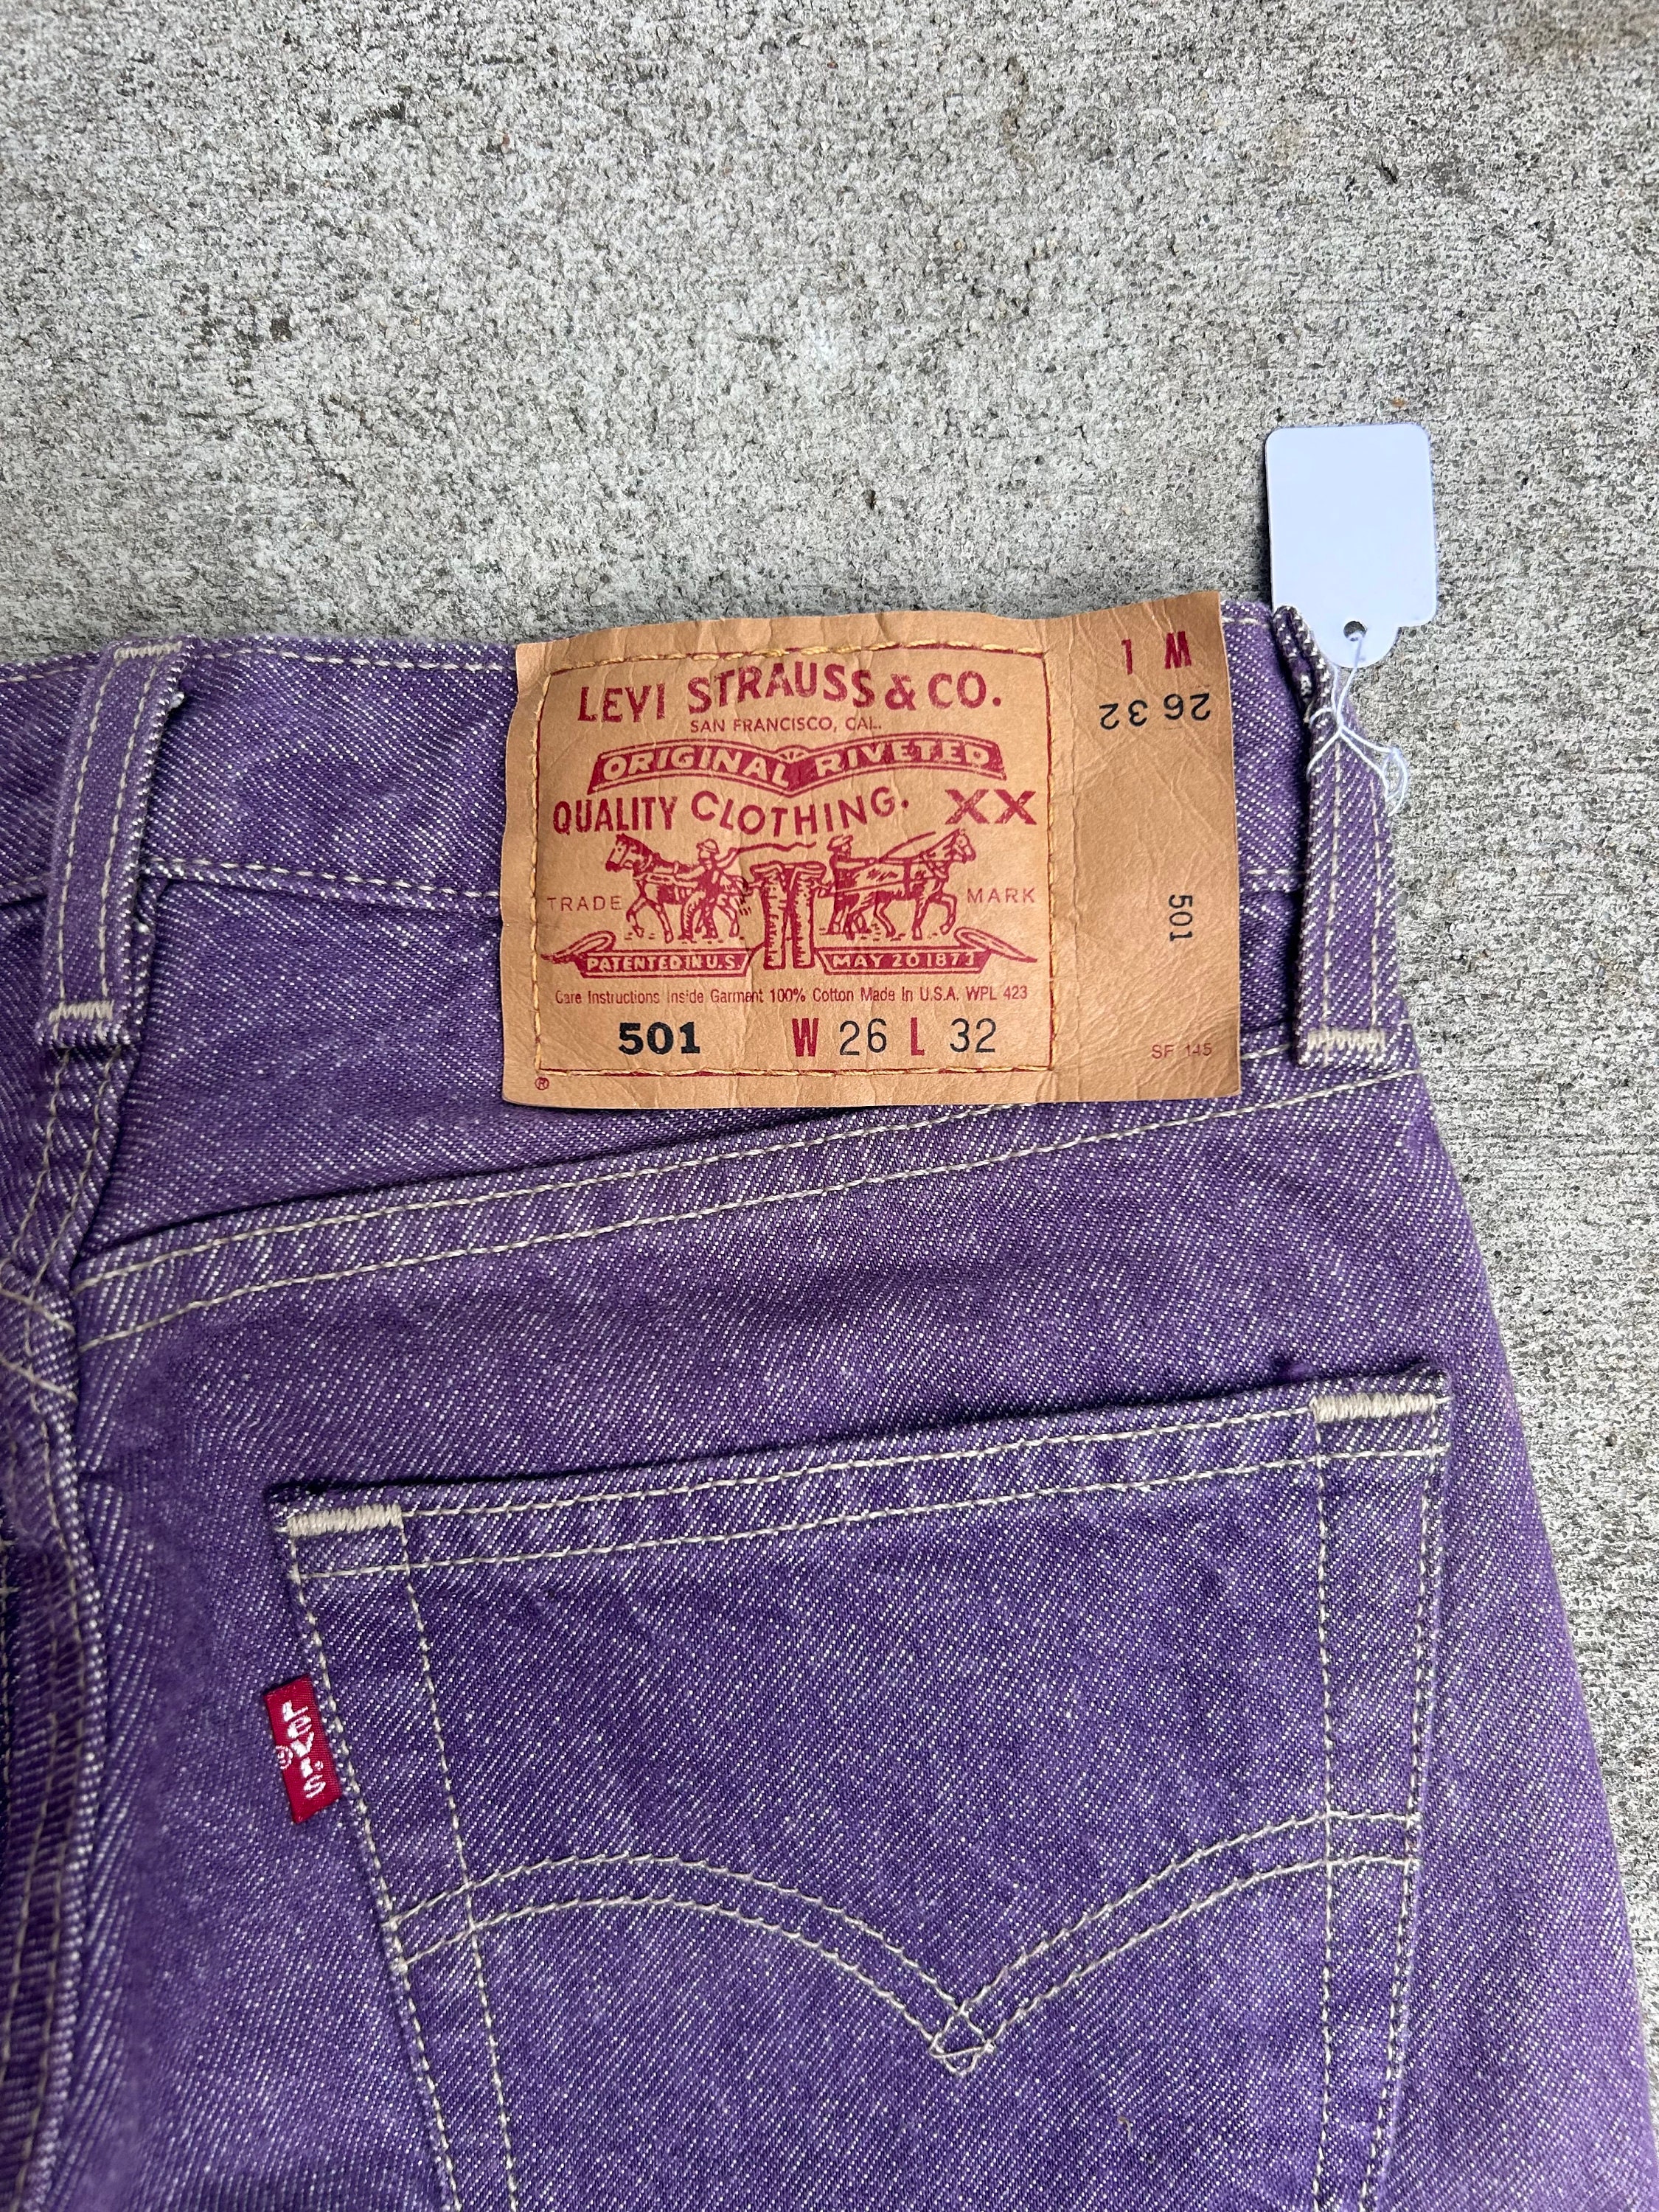 LEVI STRAUSS & CO.
SAN FRANCISCO, CAL.
ORIGINAL RIVETED
QUALITY CLOTHING. XX
TRADE MARK
PATENTED IN U.S. MAY 20 1873
Care Instructions Inside Garment 100% Cotton Made In U.S.A. WPL 423
501 W 26 L 32
®
1 M
26 32
501
SF 145
Levi's
®